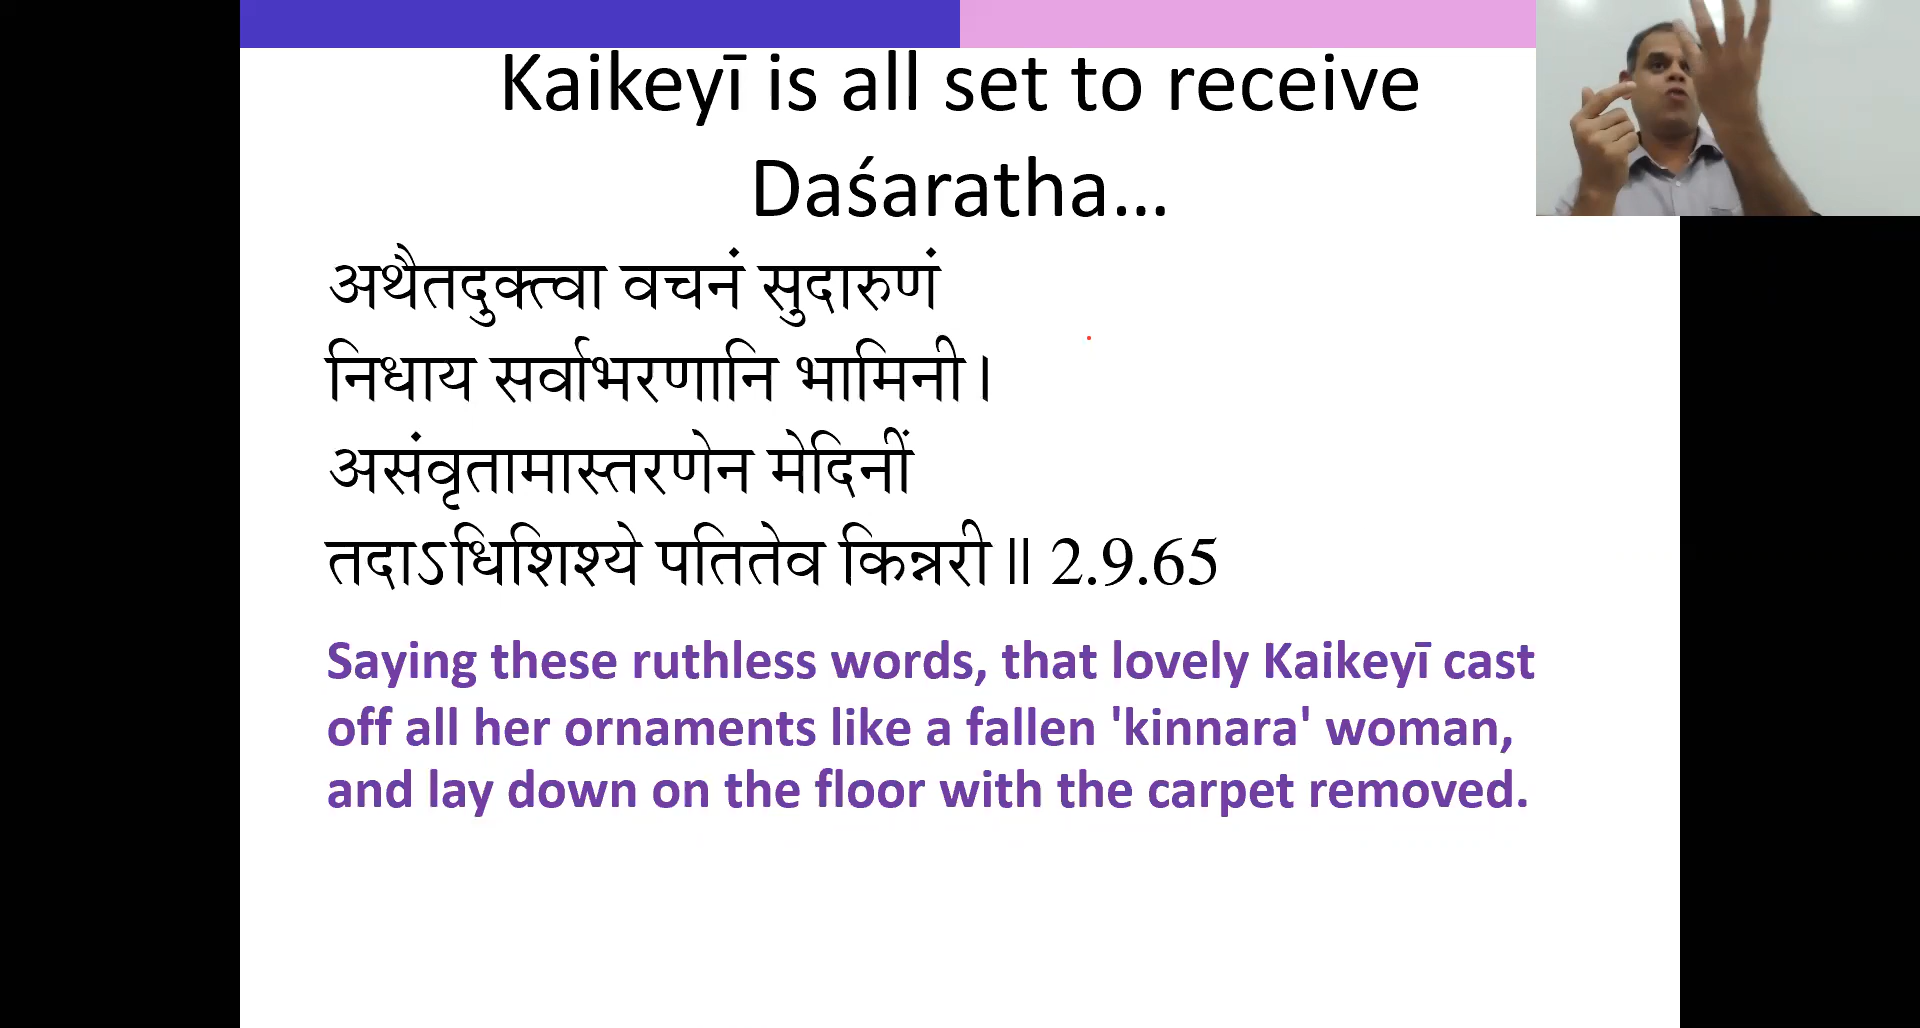 Kaikeyī is all set to receive
Daśaratha...
अथैतदुक्त्वा वचनं सुदारुणं
निधाय सर्वाभरणानि भामिनी।
असंवृतामास्तरणेन मेदिनीं
तदाऽधिशिश्ये पतितेव किन्नरी॥ 2.9.65
Saying these ruthless words, that lovely Kaikeyī cast
off all her ornaments like a fallen 'kinnara' woman,
and lay down on the floor with the carpet removed.